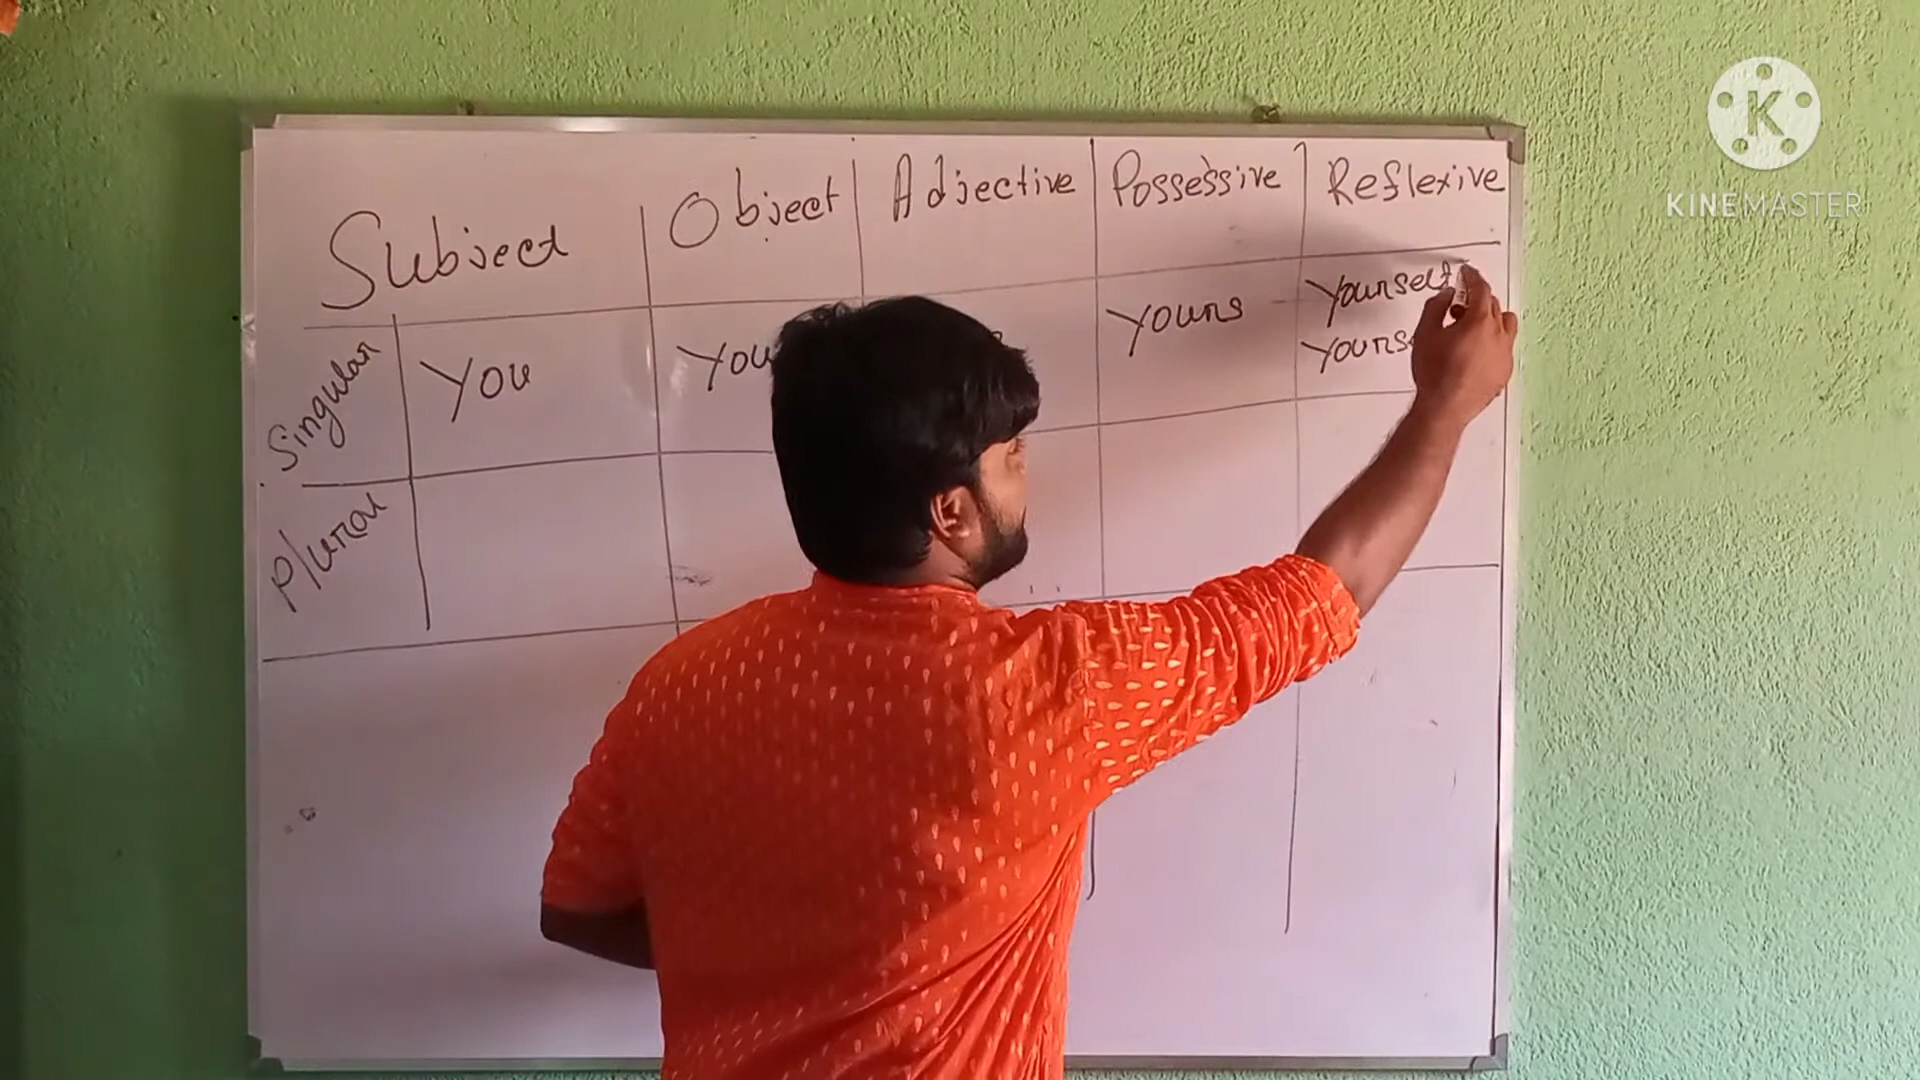 Subject Object Adjective Possessive Reflexive
Singular You You Yours Yourself
Plural
KINEMASTER